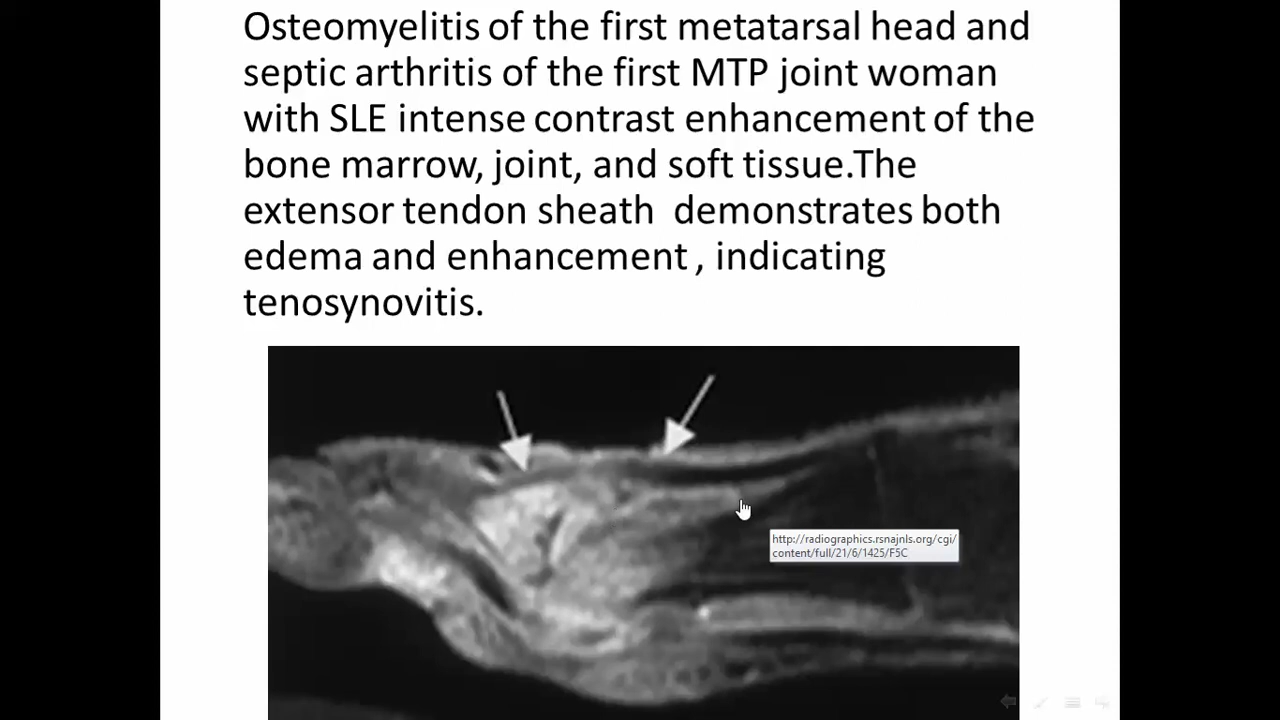 Osteomyelitis of the first metatarsal head and
septic arthritis of the first MTP joint woman
with SLE intense contrast enhancement of the
bone marrow, joint, and soft tissue.The
extensor tendon sheath  demonstrates both
edema and enhancement , indicating
tenosynovitis.
http://radiographics.rsnajnls.org/cgi/
content/full/21/6/1425/F5C